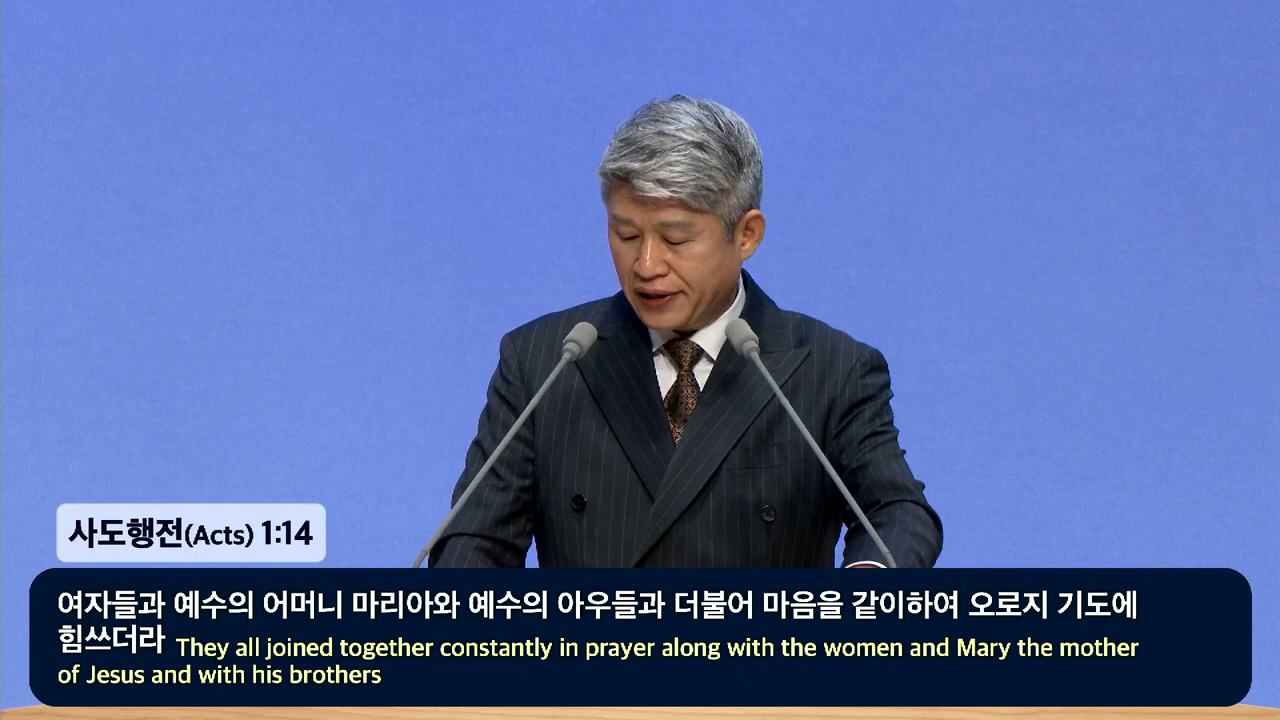 사도행전(Acts) 1:14
여자들과 예수의 어머니 마리아와 예수의 아우들과 더불어 마음을 같이하여 오로지 기도에
힘쓰더라 They all joined together constantly in prayer along with the women and Mary the mother
of Jesus and with his brothers